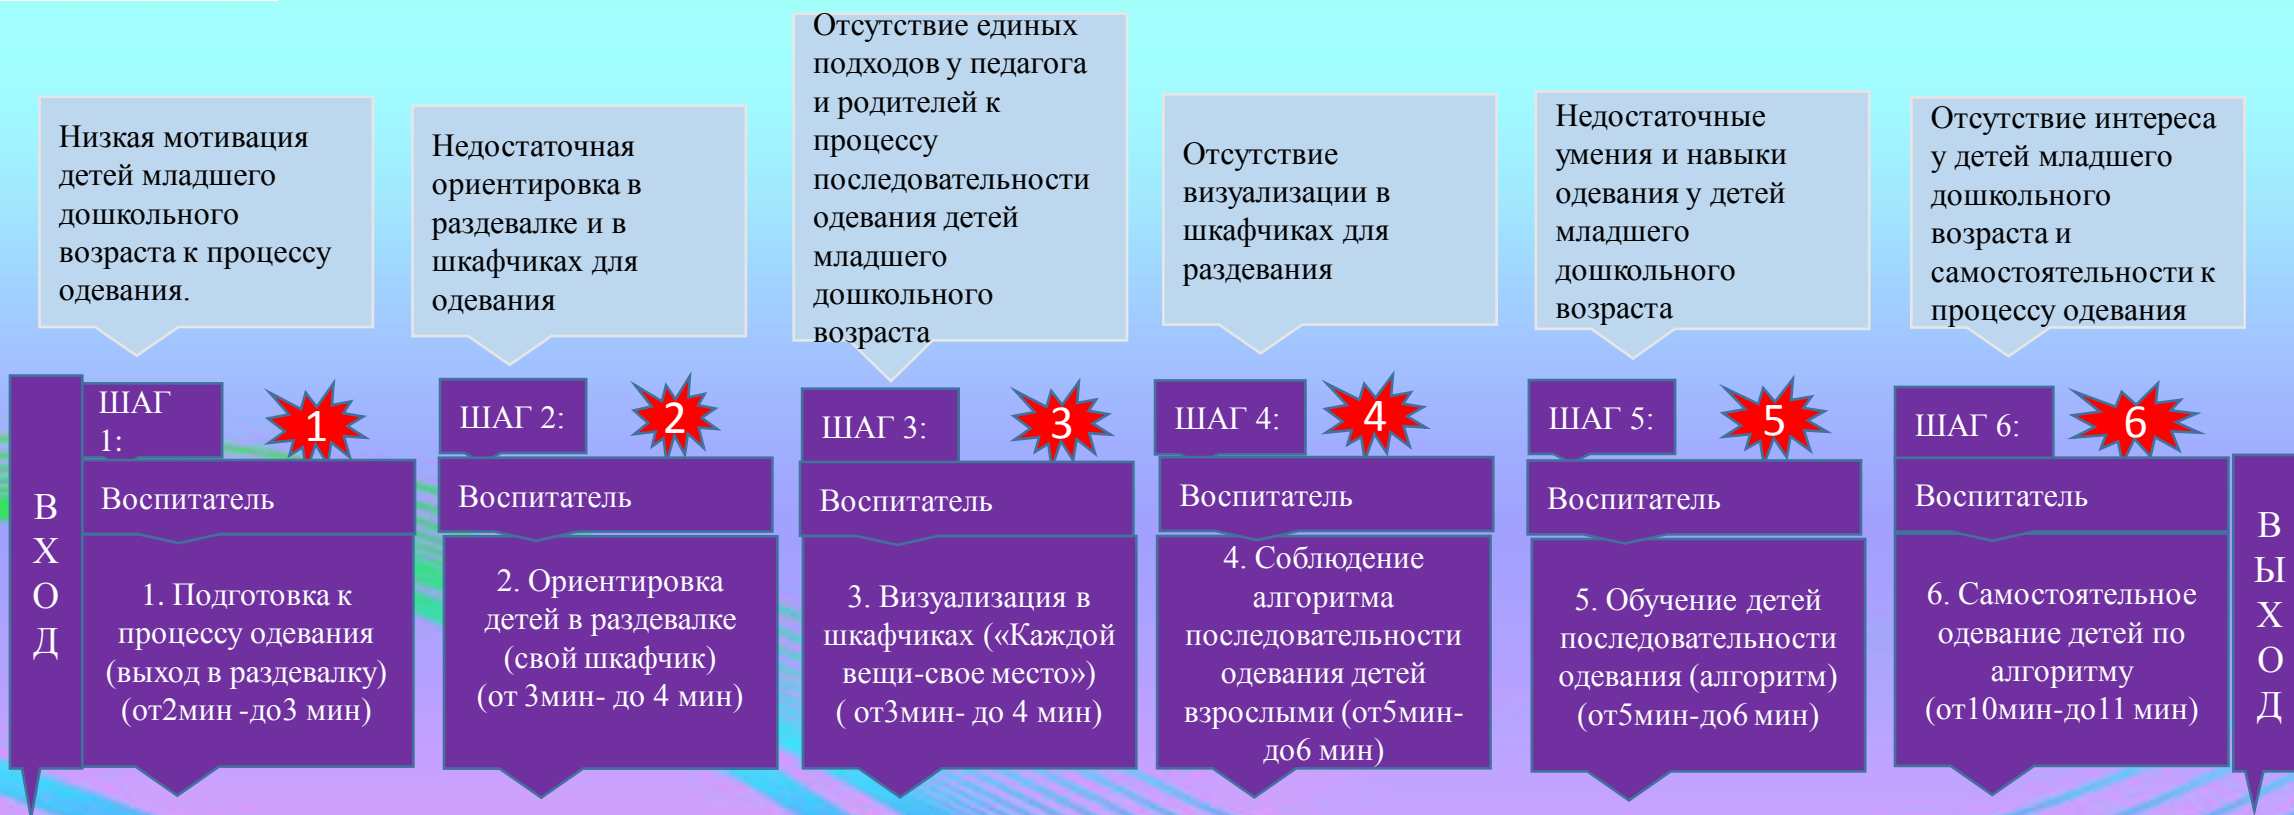 Низкая мотивация
детей младшего
дошкольного
возраста к процессу
одевания.
Недостаточная
ориентировка в
раздевалке и в
шкафчиках для
одевания
Отсутствие единых
подходов у педагога
и родителей к
процессу
последовательности
одевания детей
младшего
дошкольного
возраста
Отсутствие
визуализации в
шкафчиках для
раздевания
Недостаточные
умения и навыки
одевания у детей
младшего
дошкольного
возраста
Отсутствие интереса
у детей младшего
дошкольного
возраста и
самостоятельности к
процессу одевания
В
Х
О
Д
ШАГ
1:
1
Воспитатель
1. Подготовка к
процессу одевания
(выход в раздевалку)
(от2мин -до3 мин)
ШАГ 2:
2
Воспитатель
2. Ориентировка
детей в раздевалке
(свой шкафчик)
(от 3мин- до 4 мин)
ШАГ 3:
3
Воспитатель
3. Визуализация в
шкафчиках («Каждой
вещи-свое место»)
( от3мин- до 4 мин)
ШАГ 4:
4
Воспитатель
4. Соблюдение
алгоритма
последовательности
одевания детей
взрослыми (от5мин-
до6 мин)
ШАГ 5:
5
Воспитатель
5. Обучение детей
последовательности
одевания (алгоритм)
(от5мин-до6 мин)
ШАГ 6:
6
Воспитатель
6. Самостоятельное
одевание детей по
алгоритму
(от10мин-до11 мин)
В
Ы
Х
О
Д